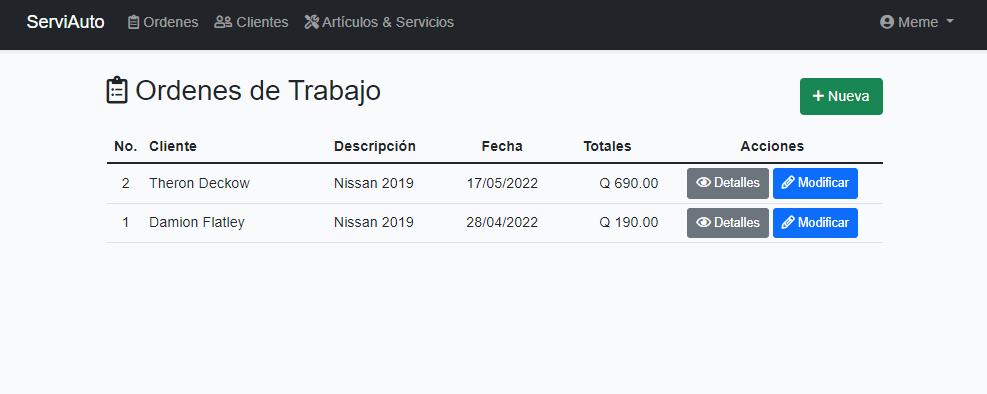 ServiAuto Ordenes Clientes Artículos & Servicios Meme
Ordenes de Trabajo
+ Nueva
No. Cliente Descripción Fecha Totales Acciones
2 Theron Deckow Nissan 2019 17/05/2022 Q 690.00 Detalles Modificar
1 Damion Flatley Nissan 2019 28/04/2022 Q 190.00 Detalles Modificar